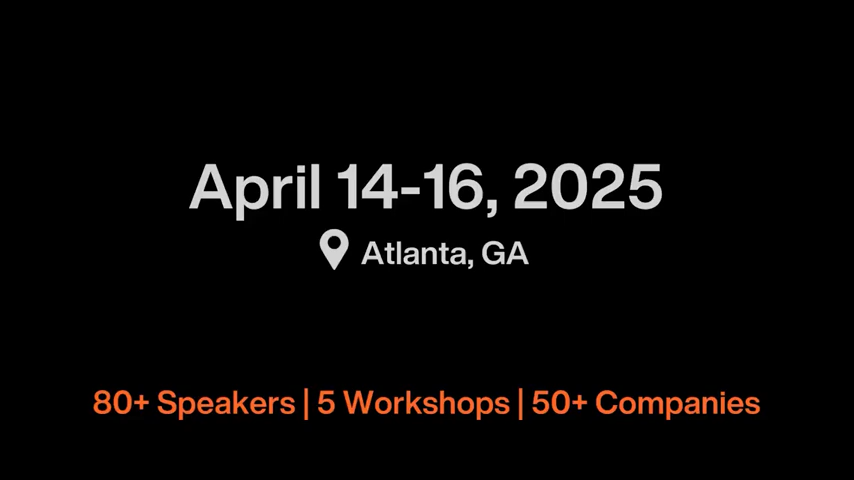 April 14-16, 2025
Atlanta, GA
80+ Speakers | 5 Workshops | 50+ Companies